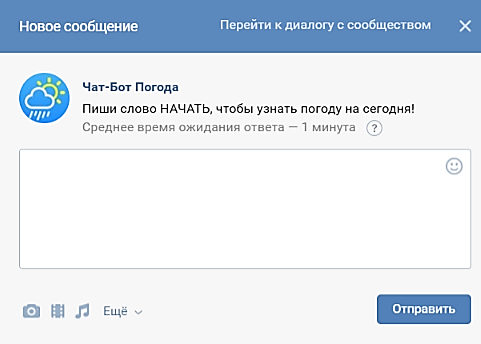 Новое сообщение
Перейти к диалогу с сообществом
Чат-Бот Погода
Пиши слово НАЧАТЬ, чтобы узнать погоду на сегодня!
Среднее время ожидания ответа — 1 минута ?
Ещё
Отправить